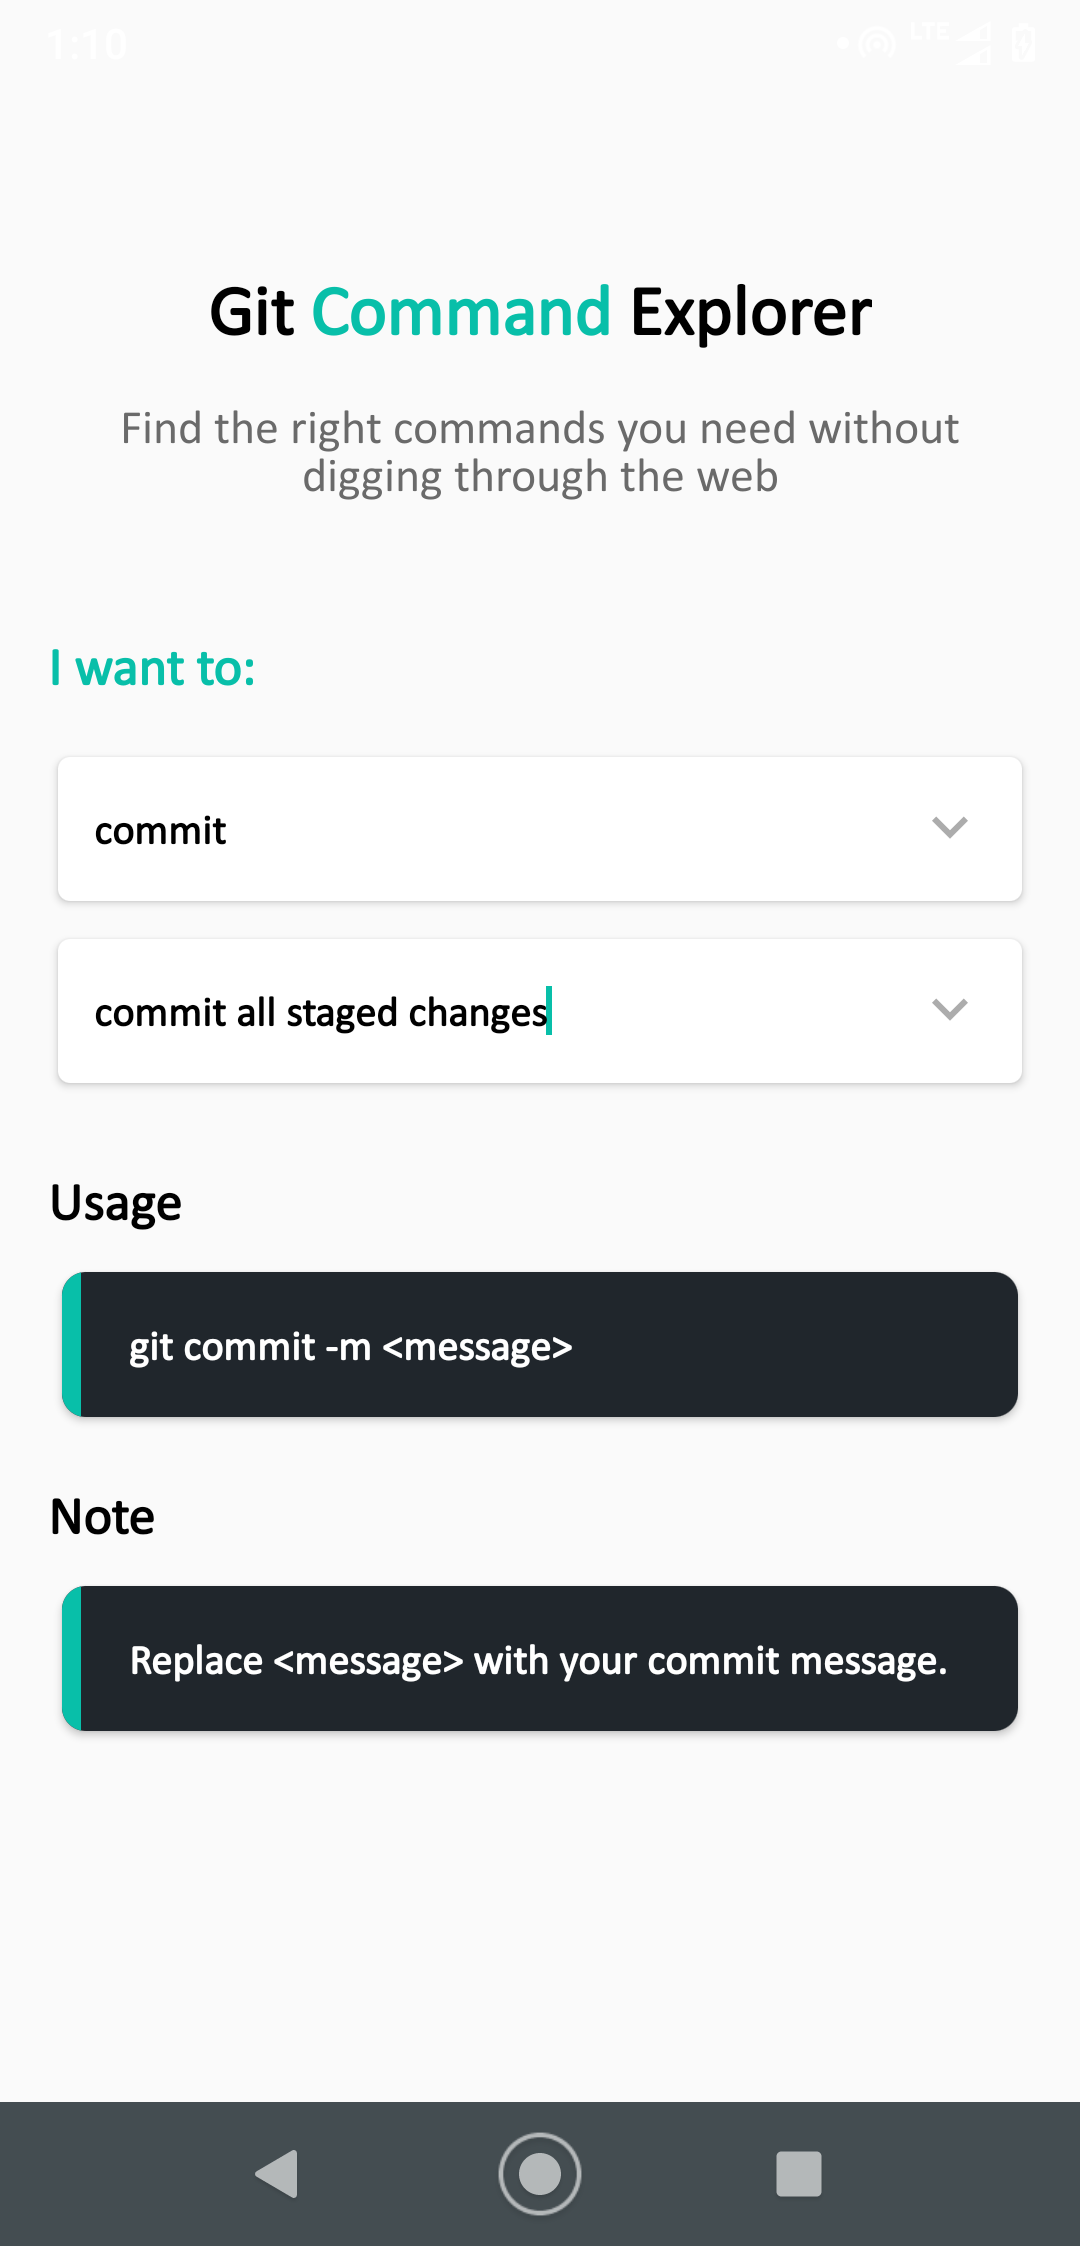 1:10
LTE
Git Command Explorer
Find the right commands you need without
digging through the web
I want to:
commit
commit all staged changes
Usage
git commit -m <message>
Note
Replace <message> with your commit message.